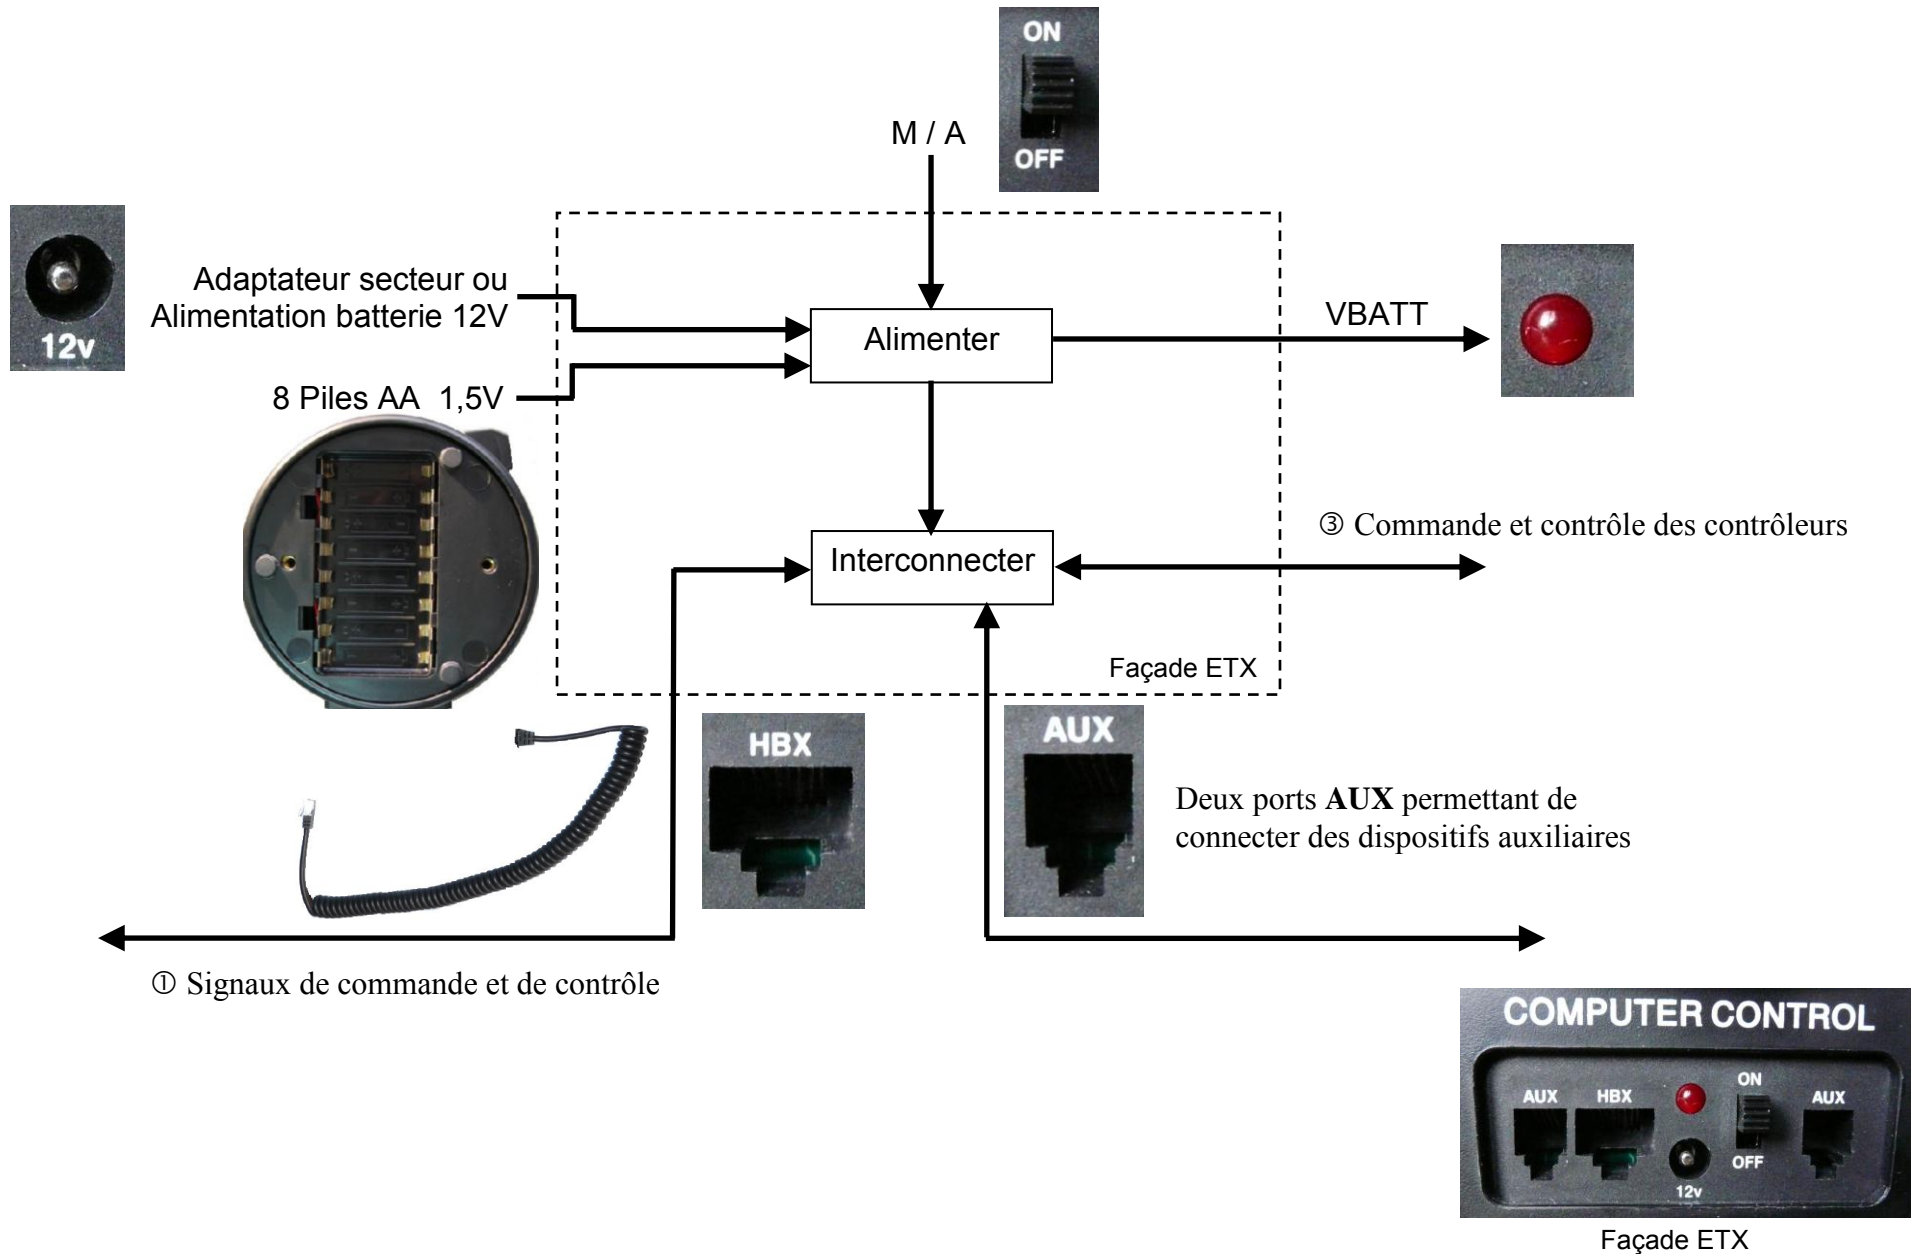 ON
OFF
M / A
12v
Adaptateur secteur ou
Alimentation batterie 12V
8 Piles AA 1,5V
Alimenter
VBATT
Interconnecter
③ Commande et contrôle des contrôleurs
Façade ETX
HBX
AUX
Deux ports AUX permettant de
connecter des dispositifs auxiliaires
① Signaux de commande et de contrôle
COMPUTER CONTROL
AUX
HBX
ON
OFF
12v
AUX
Façade ETX